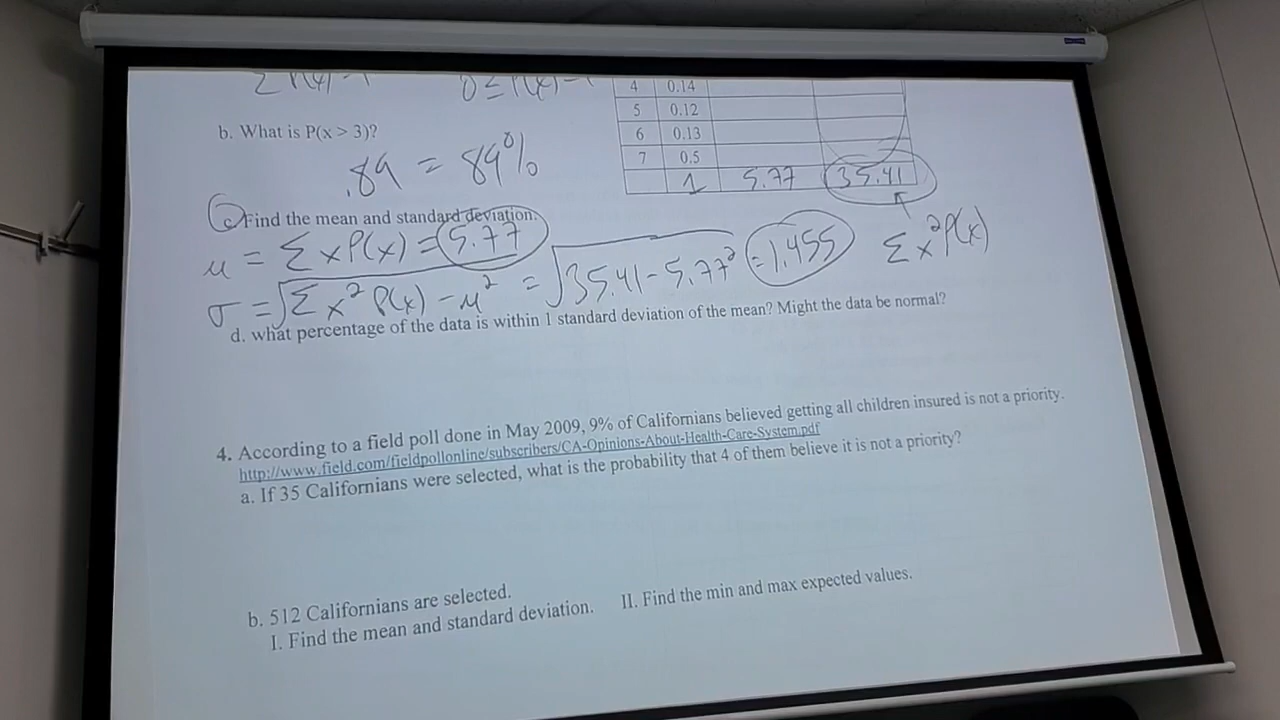 Σ P(x) = 1 0 ≤ P(x) ≤ 1
4 0.14
b. What is P(x > 3)?
5 0.12
6 0.13
7 0.5
1 5.77 35.41
.89 = 89%
c. Find the mean and standard deviation.
μ = Σ x P(x) = 5.77
Σ x² P(x)
σ = √Σ x² P(x) - μ² = √35.41 - 5.77² = 1.455
d. what percentage of the data is within 1 standard deviation of the mean? Might the data be normal?
4. According to a field poll done in May 2009, 9% of Californians believed getting all children insured is not a priority.
http://www.field.com/fieldpollonline/subscribers/CA-Opinions-About-Health-Care-System.pdf
a. If 35 Californians were selected, what is the probability that 4 of them believe it is not a priority?
b. 512 Californians are selected.
I. Find the mean and standard deviation. II. Find the min and max expected values.